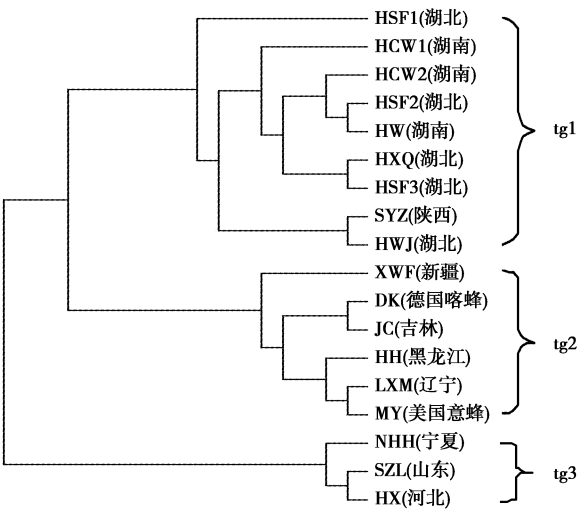 HSF1(湖北)
HCW1(湖南)
HCW2(湖南)
HSF2(湖北)
HW(湖南)
HXQ(湖北)
HSF3(湖北)
SYZ(陕西)
HWJ(湖北)
tg1
XWF(新疆)
DK(德国喀蜂)
JC(吉林)
HH(黑龙江)
LXM(辽宁)
MY(美国意蜂)
tg2
NHH(宁夏)
SZL(山东)
HX(河北)
tg3